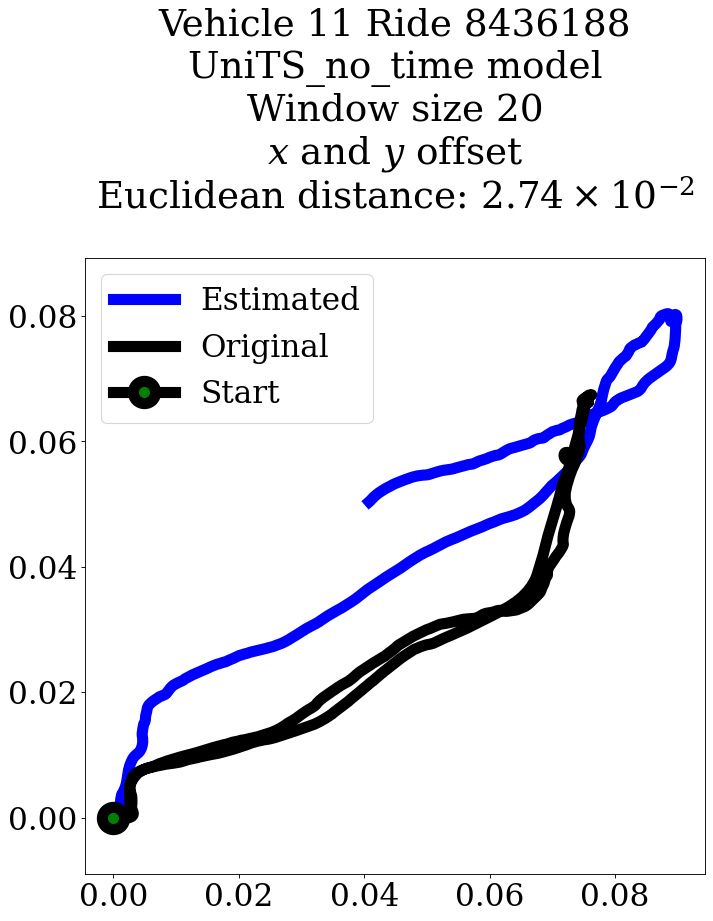 Vehicle 11 Ride 8436188
UniTS_no_time model
Window size 20
x and y offset
Euclidean distance: 2.74 × 10⁻²
Estimated
Original
Start
0.08
0.06
0.04
0.02
0.00
0.00 0.02 0.04 0.06 0.08